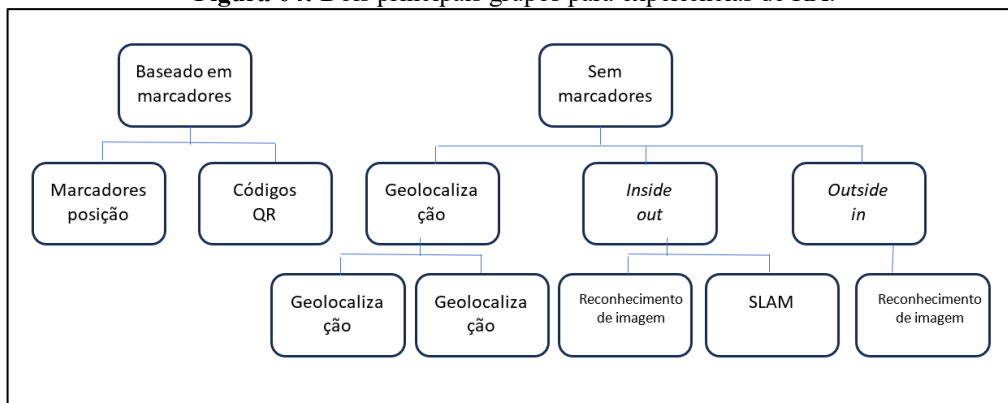 Figura 04: Dois principais grupos para experiências de RA.
Baseado em
marcadores
Sem
marcadores
Marcadores
posição
Códigos
QR
Geolocaliza
ção
Inside
out
Outside
in
Geolocaliza
ção
Geolocaliza
ção
Reconhecimento
de imagem
SLAM
Reconhecimento
de imagem